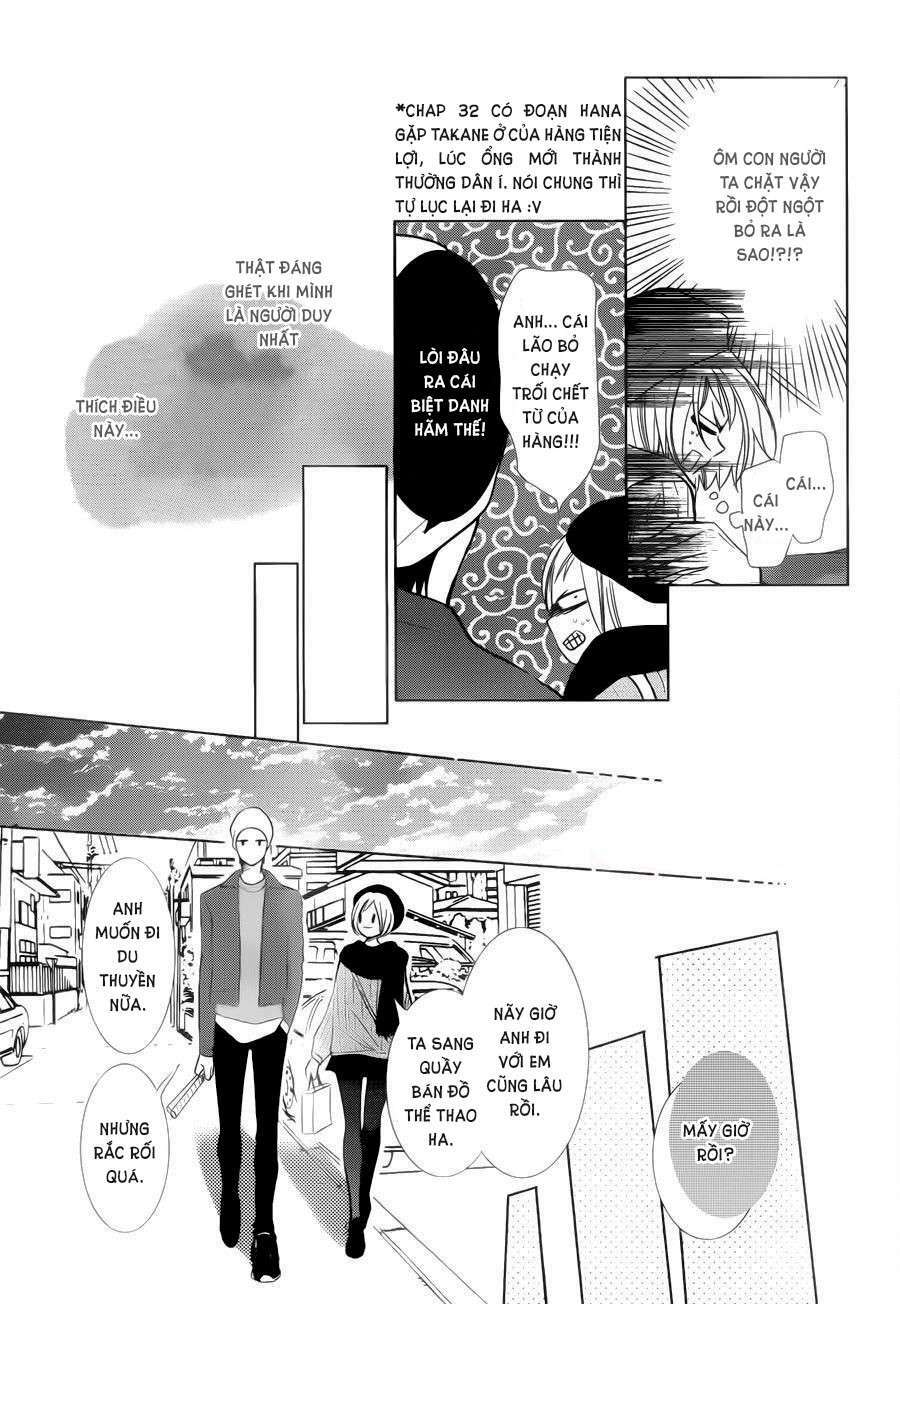 ÔM CON NGƯỜI
TA CHẶT VẬY
RỒI ĐỘT NGỘT
BỎ RA LÀ
SAO!?!?
CÁI...
CÁI
NÀY...
*CHAP 32 CÓ ĐOẠN HANA
GẶP TAKANE Ở CỦA HÀNG TIỆN
LỢI, LÚC ỔNG MỚI THÀNH
THƯỜNG DÂN Í. NÓI CHUNG THÌ
TỰ LỤC LẠI ĐI HA :V
ANH... CÁI
LÃO BỎ
CHẠY
TRỐI CHẾT
TỪ CỦA
HÀNG!!!
LÒI ĐÂU
RA CÁI
BIỆT DANH
HÃM THẾ!
THẬT ĐÁNG
GHÉT KHI MÌNH
LÀ NGƯỜI DUY
NHẤT
THÍCH ĐIỀU
NÀY...
MẤY GIỜ
RỒI?
NÃY GIỜ
ANH ĐI
VỚI EM
CŨNG LÂU
RỒI.
TA SANG
QUẦY
BÁN ĐỒ
THỂ THAO
HA.
ANH
MUỐN ĐI
DU
THUYỀN
NỮA.
NHƯNG
RẮC RỐI
QUÁ.